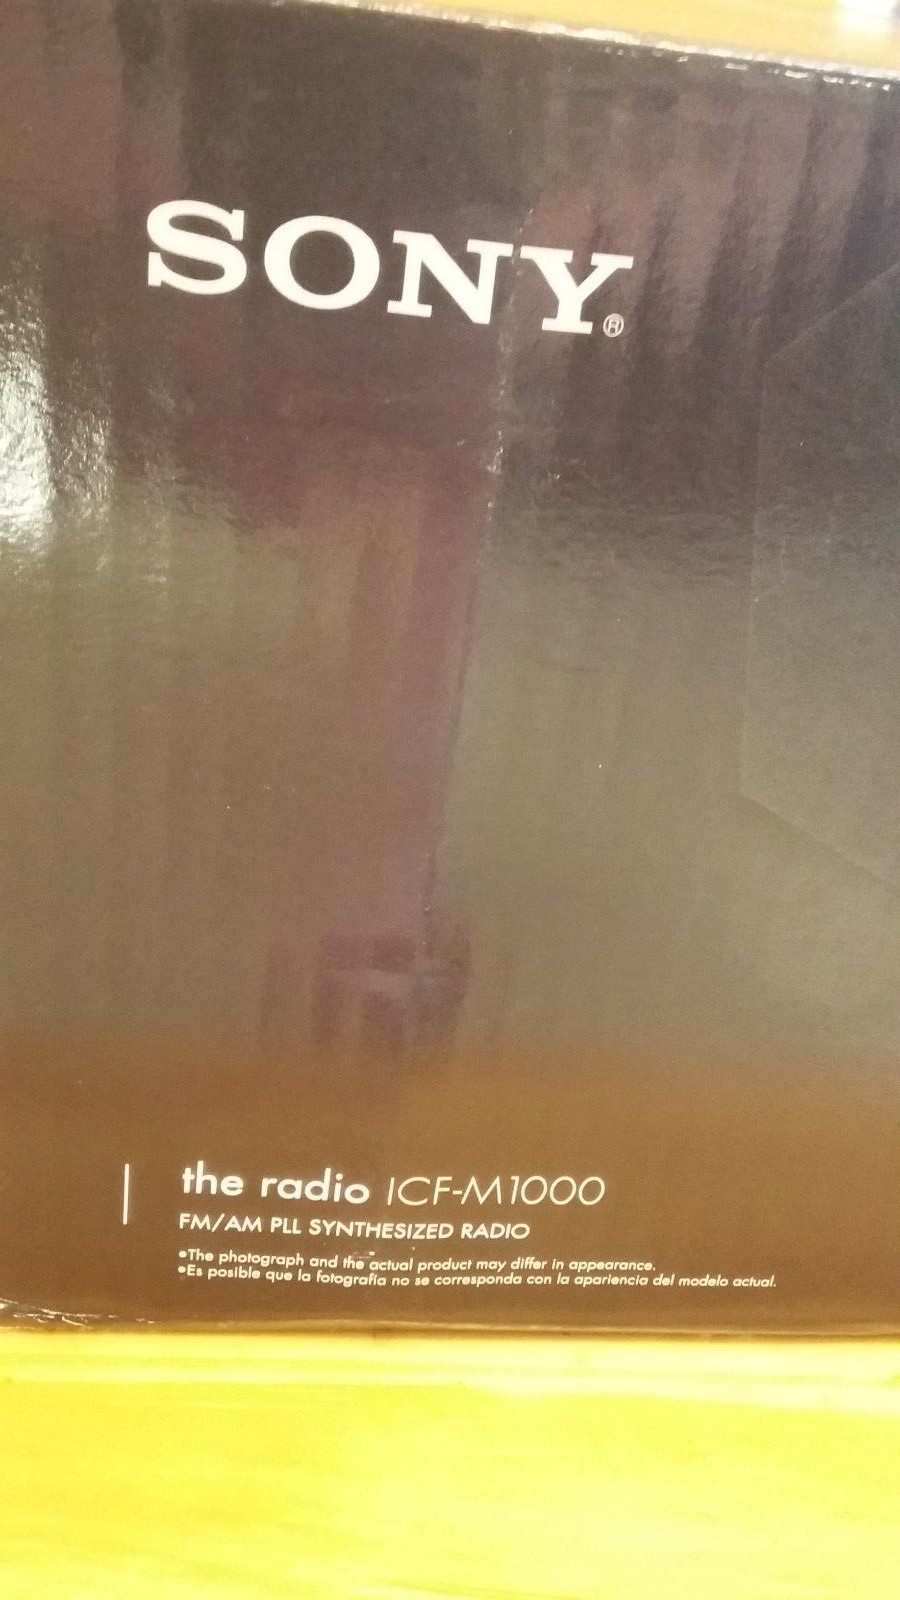 SONY®
the radio ICF-M1000
FM/AM PLL SYNTHESIZED RADIO
•The photograph and the actual product may differ in appearance.
•Es posible que la fotografía no se corresponda con la apariencia del modelo actual.